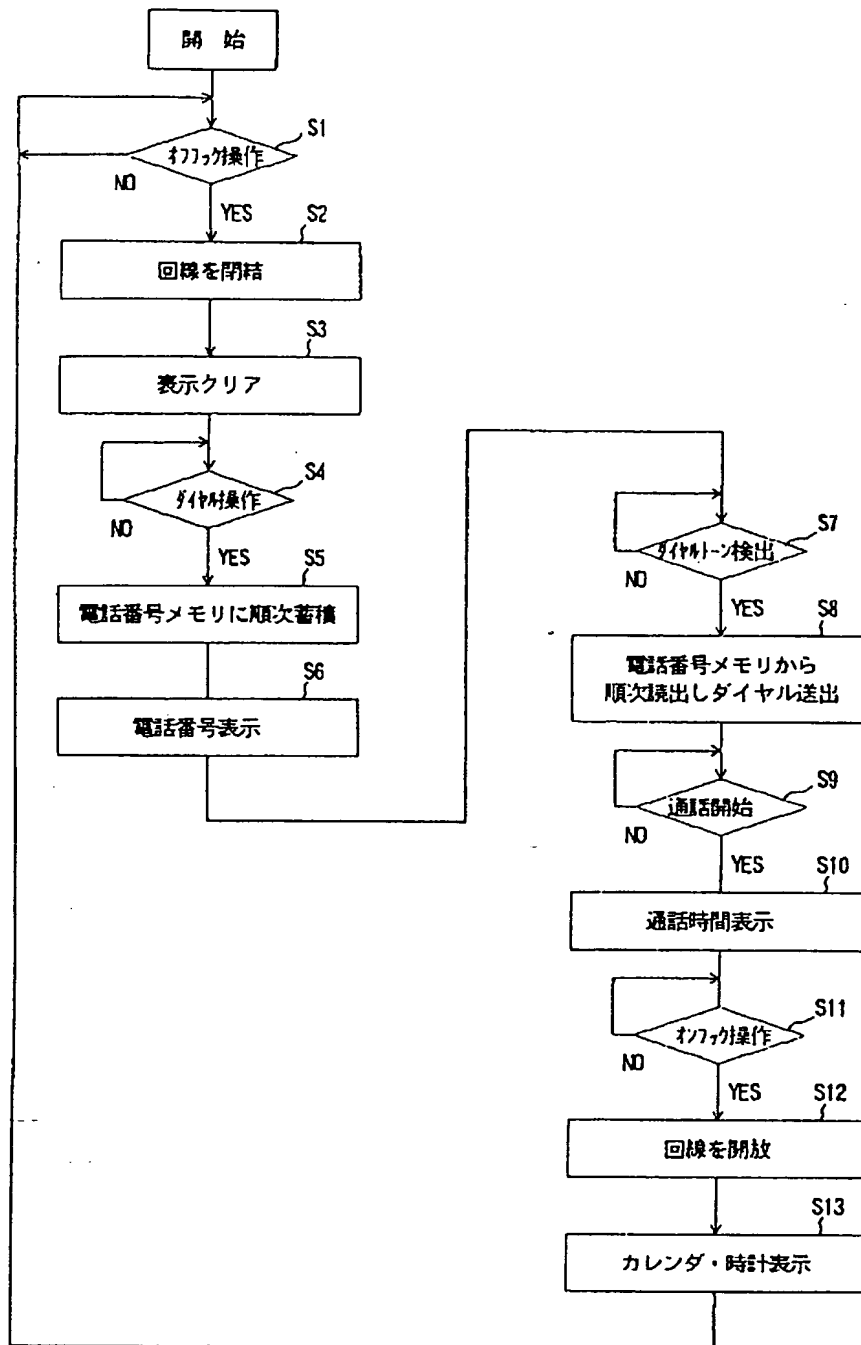 開 始
S1
オフフック操作
NO
YES
S2
回線を閉結
S3
表示クリア
S4
ダイヤル操作
NO
YES
S5
電話番号メモリに順次蓄積
S6
電話番号表示
S7
ダイヤルトーン検出
NO
YES
S8
電話番号メモリから
順次読出しダイヤル送出
S9
通話開始
NO
YES
S10
通話時間表示
S11
オンフック操作
NO
YES
S12
回線を開放
S13
カレンダ・時計表示